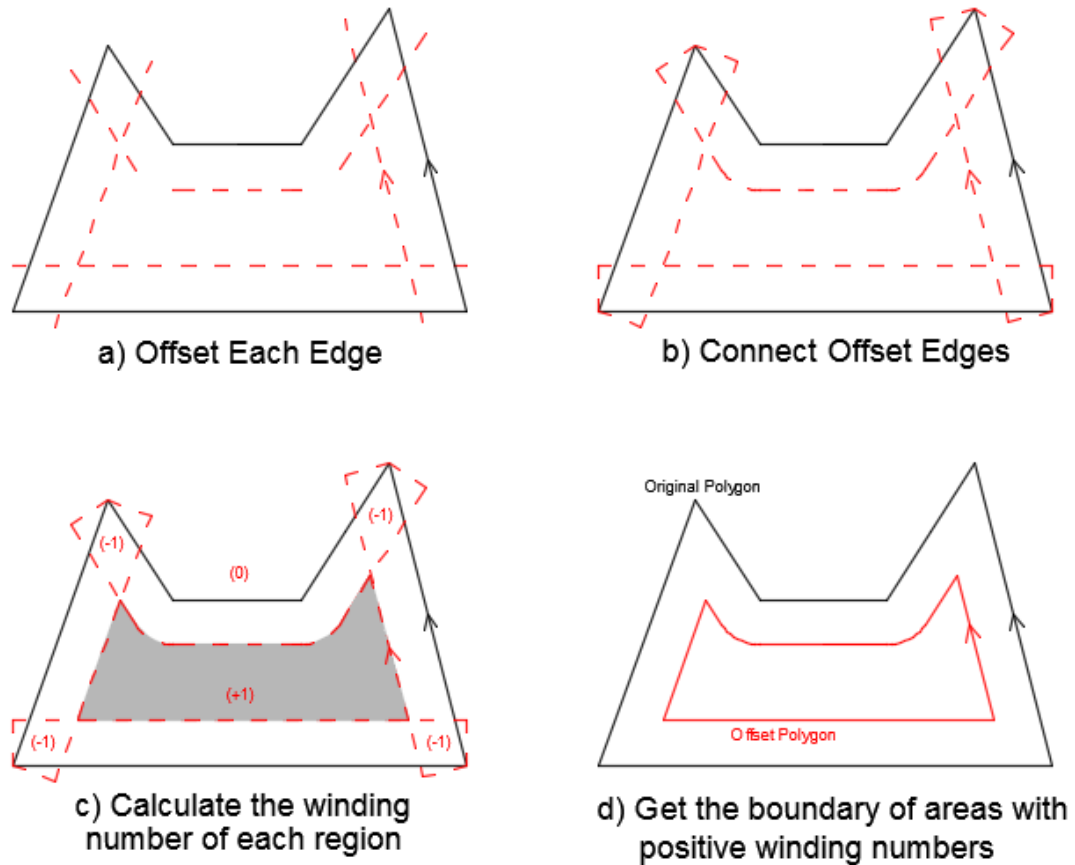 a) Offset Each Edge
b) Connect Offset Edges
(-1)
(-1)
(0)
(+1)
(-1)
(-1)
c) Calculate the winding
number of each region
Original Polygon
Offset Polygon
d) Get the boundary of areas with
positive winding numbers